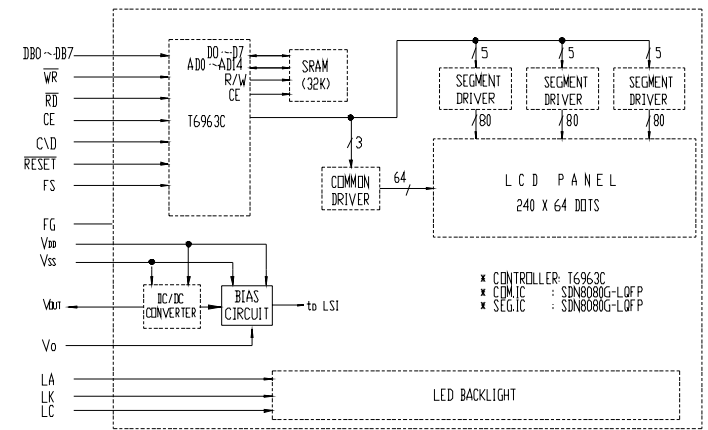 DB0~DB7
WR
RD
CE
C\D
RESET
FS
FG
VDD
VSS
VOUT
V0
LA
LK
LC
T6963C
D0~D7
AD0~AD14
R/W
CE
SRAM
(32K)
5
5
5
SEGMENT
DRIVER
SEGMENT
DRIVER
SEGMENT
DRIVER
80
80
80
3
COMMON
DRIVER
64
LCD PANEL
240 X 64 DOTS
DC/DC
CONVERTER
BIAS
CIRCUIT
to LSI
* CONTROLLER: T6963C
* COM.IC : SDN8080G-LQFP
* SEG.IC : SDN8080G-LQFP
LED BACKLIGHT